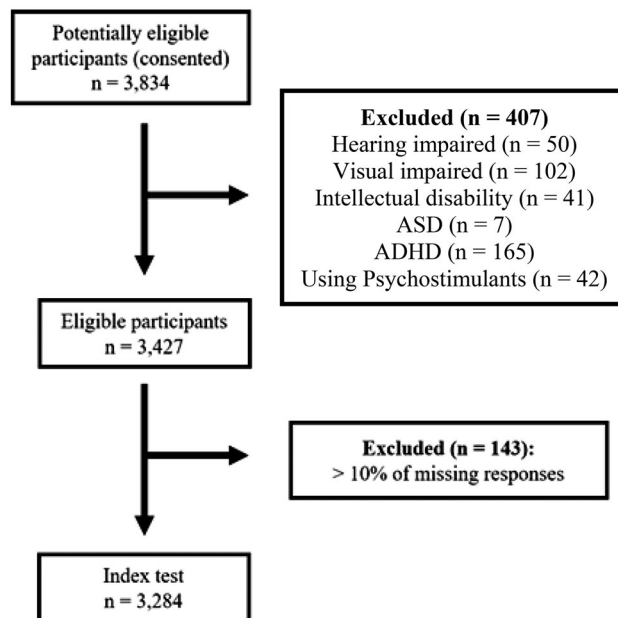 Potentially eligible
participants (consented)
n = 3,834
Excluded (n = 407)
Hearing impaired (n = 50)
Visual impaired (n = 102)
Intellectual disability (n = 41)
ASD (n = 7)
ADHD (n = 165)
Using Psychostimulants (n = 42)
Eligible participants
n = 3,427
Excluded (n = 143):
> 10% of missing responses
Index test
n = 3,284